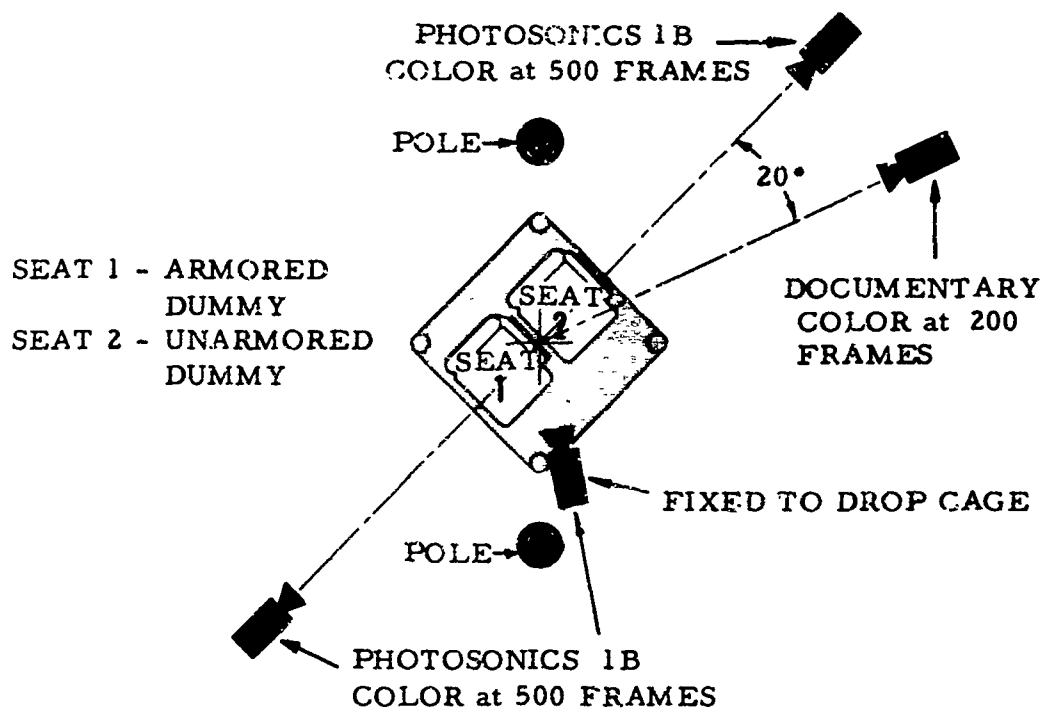 PHOTOSONICS 1B
COLOR at 500 FRAMES
POLE
20°
SEAT 1 - ARMORED
DUMMY
SEAT 2 - UNARMORED
DUMMY
SEAT
2
SEAT
1
DOCUMENTARY
COLOR at 200
FRAMES
FIXED TO DROP CAGE
POLE
PHOTOSONICS 1B
COLOR at 500 FRAMES